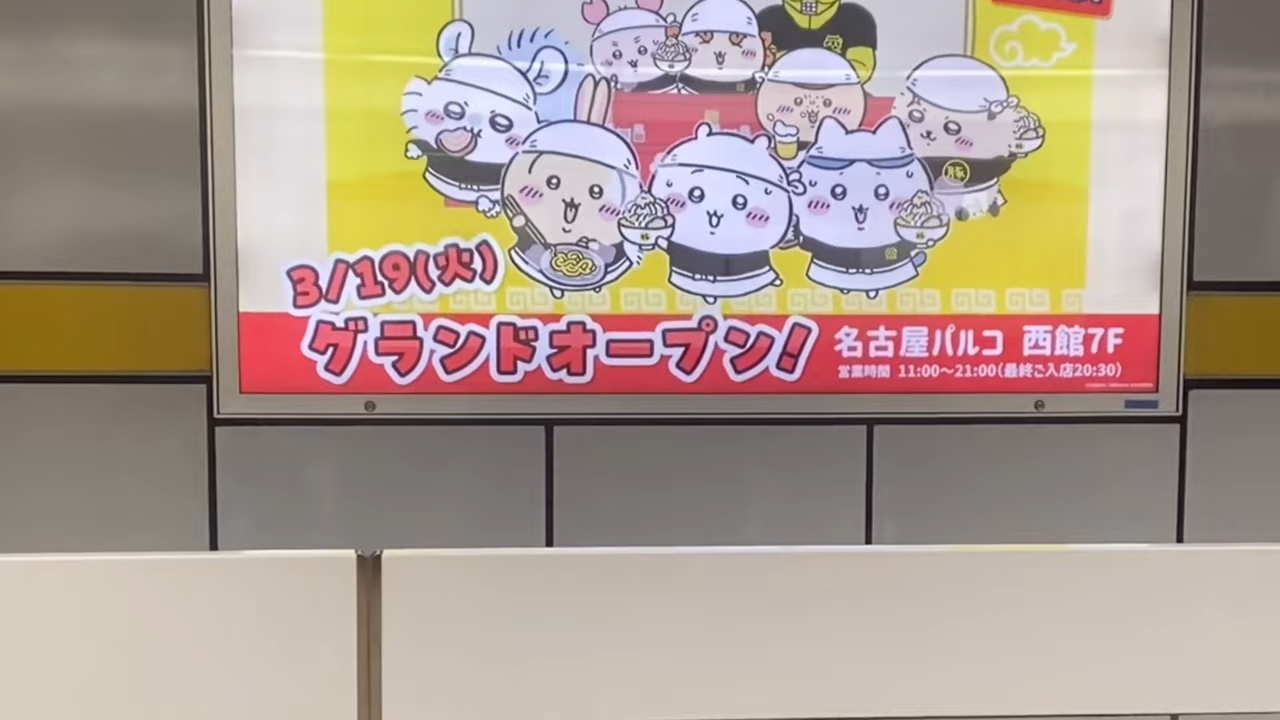 3/19(火)
グランドオープン!
名古屋パルコ 西館7F
営業時間 11:00〜21:00(最終ご入店20:30)
豚